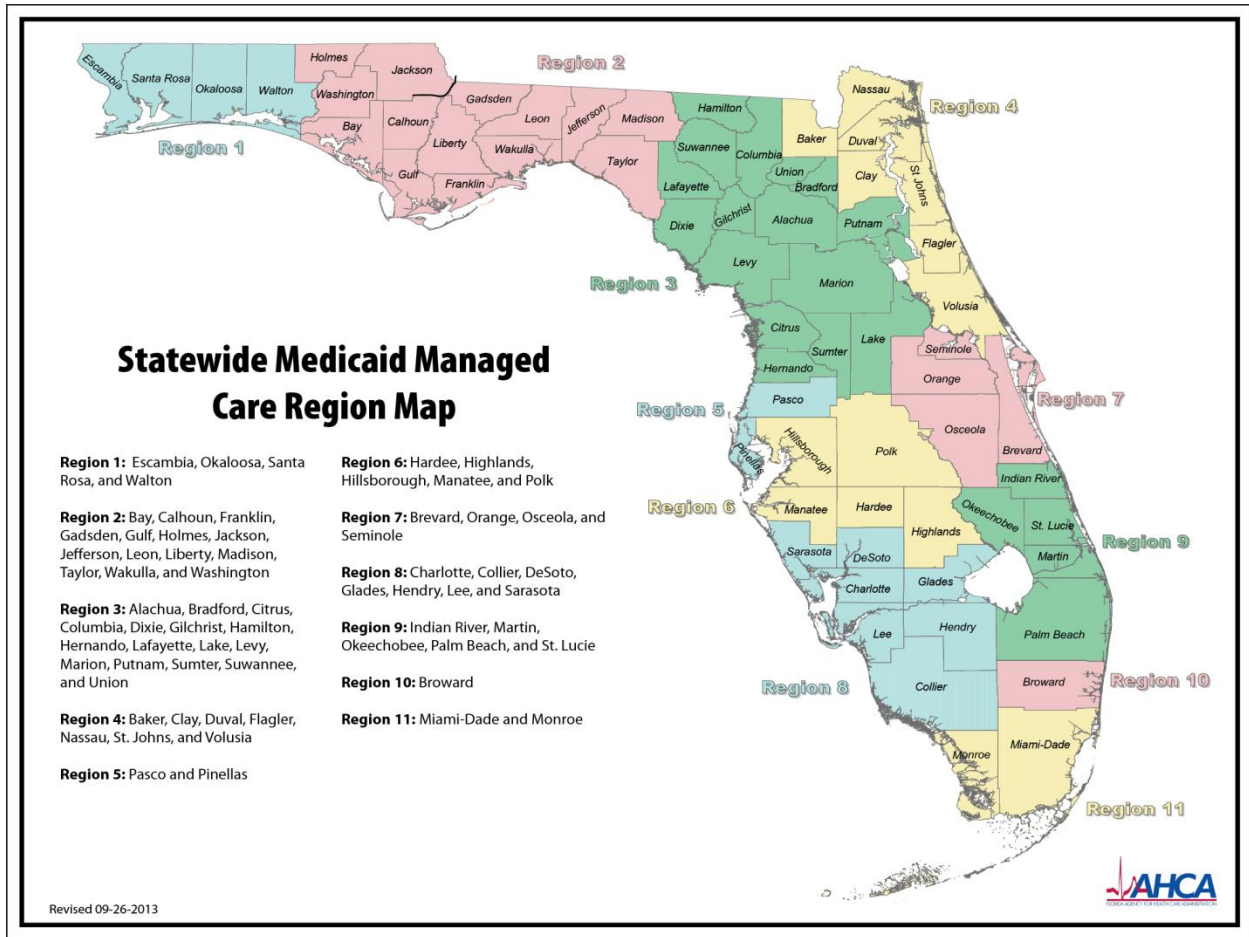 Statewide Medicaid Managed
Care Region Map
Region 1: Escambia, Okaloosa, Santa
Rosa, and Walton
Region 2: Bay, Calhoun, Franklin,
Gadsden, Gulf, Holmes, Jackson,
Jefferson, Leon, Liberty, Madison,
Taylor, Wakulla, and Washington
Region 3: Alachua, Bradford, Citrus,
Columbia, Dixie, Gilchrist, Hamilton,
Hernando, Lafayette, Lake, Levy,
Marion, Putnam, Sumter, Suwannee,
and Union
Region 4: Baker, Clay, Duval, Flagler,
Nassau, St. Johns, and Volusia
Region 5: Pasco and Pinellas
Region 6: Hardee, Highlands,
Hillsborough, Manatee, and Polk
Region 7: Brevard, Orange, Osceola, and
Seminole
Region 8: Charlotte, Collier, DeSoto,
Glades, Hendry, Lee, and Sarasota
Region 9: Indian River, Martin,
Okeechobee, Palm Beach, and St. Lucie
Region 10: Broward
Region 11: Miami-Dade and Monroe
Escambia
Santa Rosa
Okaloosa
Walton
Region 1
Holmes
Jackson
Washington
Bay
Calhoun
Gulf
Liberty
Gadsden
Franklin
Leon
Wakulla
Jefferson
Madison
Taylor
Region 2
Hamilton
Suwannee
Columbia
Lafayette
Union
Bradford
Dixie
Gilchrist
Alachua
Putnam
Levy
Marion
Citrus
Sumter
Lake
Hernando
Region 3
Nassau
Baker
Duval
Clay
St Johns
Flagler
Volusia
Region 4
Pasco
Pinellas
Region 5
Hillsborough
Polk
Manatee
Hardee
Highlands
Region 6
Seminole
Orange
Osceola
Brevard
Region 7
Sarasota
DeSoto
Charlotte
Glades
Lee
Hendry
Collier
Region 8
Indian River
Okeechobee
St. Lucie
Martin
Palm Beach
Region 9
Broward
Region 10
Monroe
Miami-Dade
Region 11
Revised 09-26-2013
AHCA
FLORIDA AGENCY FOR HEALTH CARE ADMINISTRATION